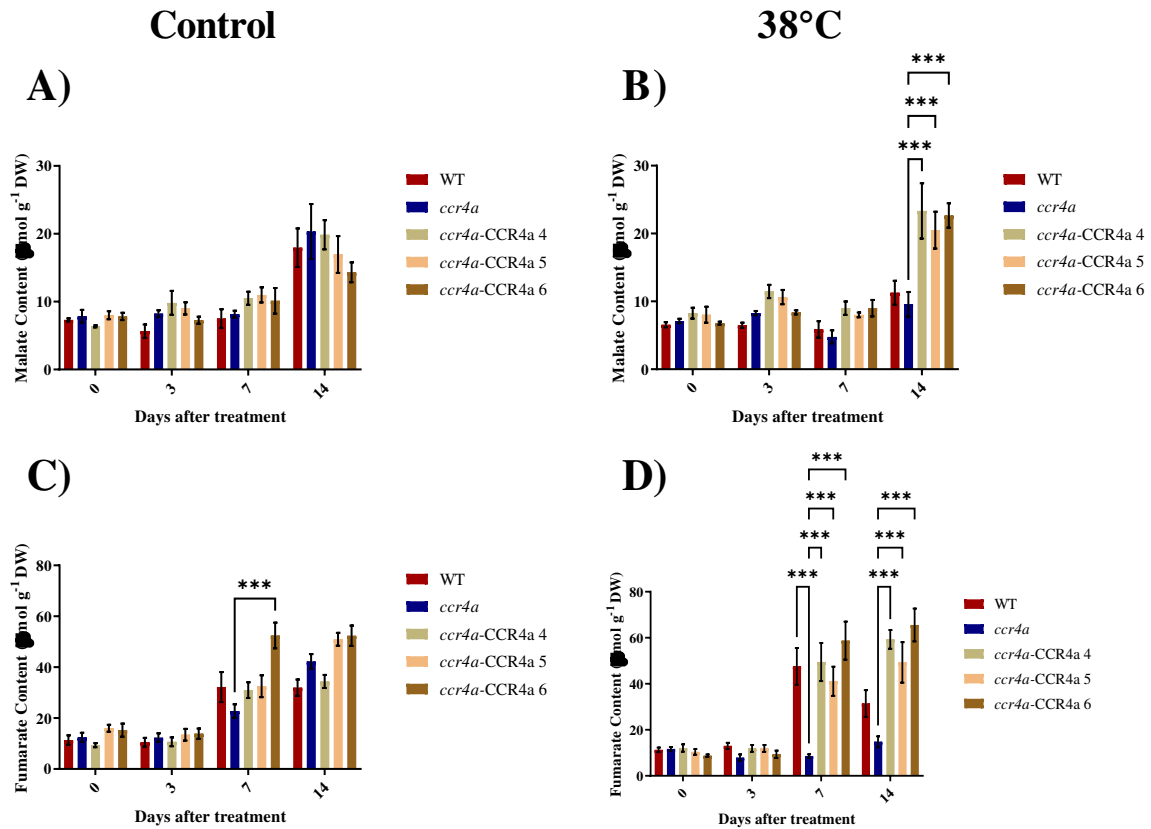 Control
38°C
A)
***
***
***
30
20
10
0
Malate Content (mol g-1 DW)
0
3
7
14
Days after treatment
WT
ccr4a
ccr4a-CCR4a 4
ccr4a-CCR4a 5
ccr4a-CCR4a 6
B)
30
20
10
0
Malate Content (mol g-1 DW)
0
3
7
14
Days after treatment
WT
ccr4a
ccr4a-CCR4a 4
ccr4a-CCR4a 5
ccr4a-CCR4a 6
C)
***
80
60
40
20
0
Fumarate Content (mol g-1 DW)
0
3
7
14
Days after treatment
WT
ccr4a
ccr4a-CCR4a 4
ccr4a-CCR4a 5
ccr4a-CCR4a 6
D)
***
***
***
***
***
***
***
80
60
40
20
0
Fumarate Content (mol g-1 DW)
0
3
7
14
Days after treatment
WT
ccr4a
ccr4a-CCR4a 4
ccr4a-CCR4a 5
ccr4a-CCR4a 6